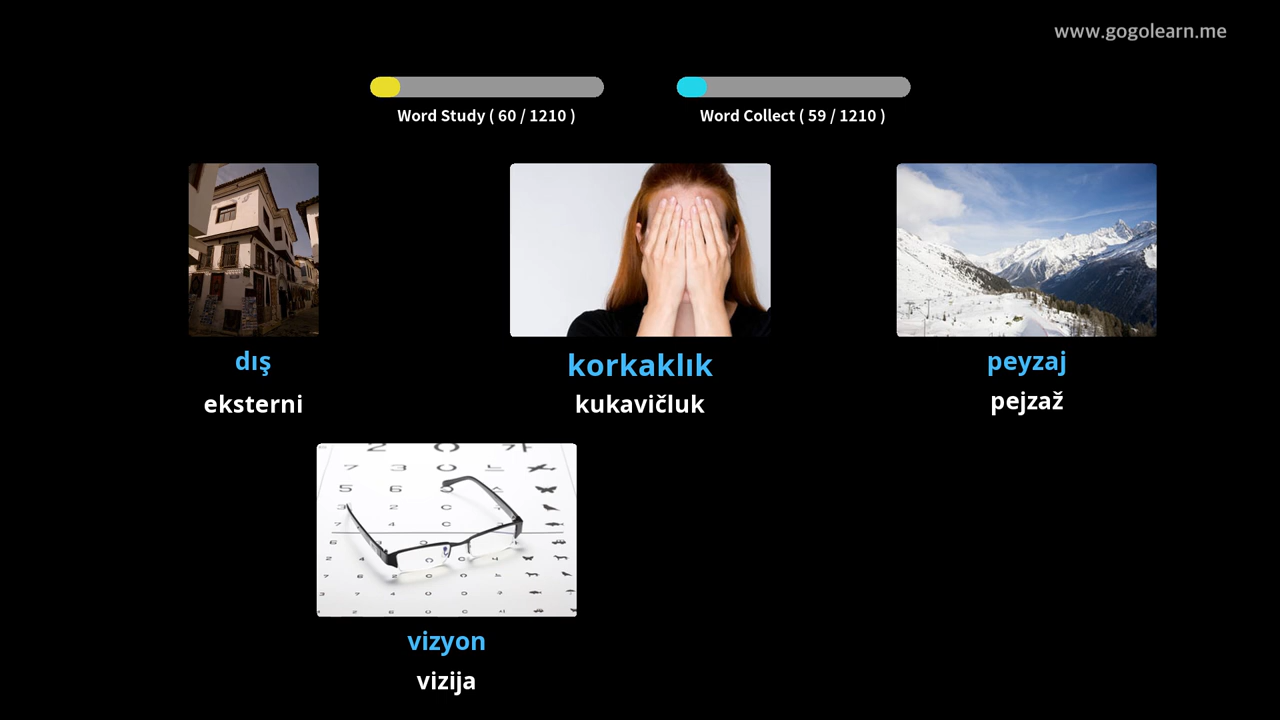 www.gogolearn.me
Word Study ( 60 / 1210 )
Word Collect ( 59 / 1210 )
dış
eksterni
korkaklık
kukavičluk
peyzaj
pejzaž
vizyon
vizija